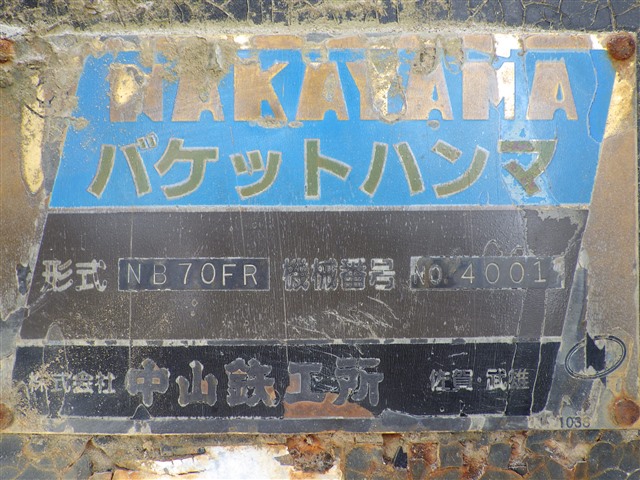 NAKAYAMA
バケットハンマ
形式 NB70FR 機械番号 NO.4001
株式会社 中山鉄工所 佐賀・武雄